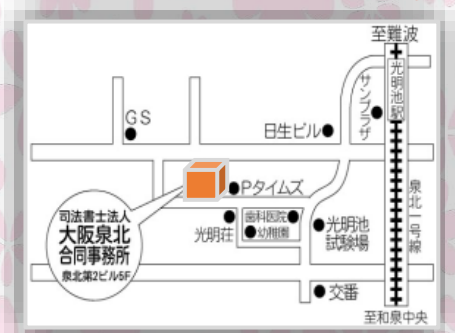 至難波
光明池駅
サンプラザ
GS
日生ビル
Pタイムズ
泉北一号線
司法書士法人
大阪泉北
合同事務所
泉北第2ビル5F
光明荘
歯科医院
幼稚園
光明池
試験場
交番
至和泉中央